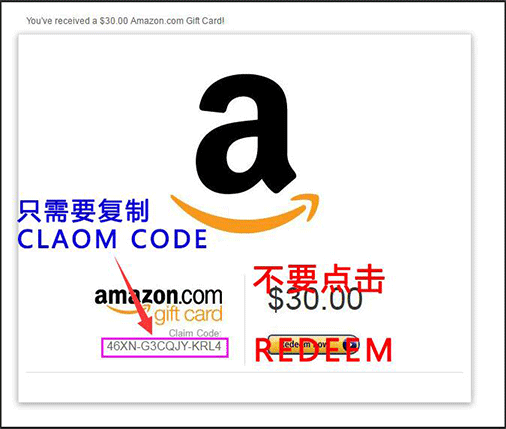 You've received a $30.00 Amazon.com Gift Card!
a
只需要复制
CLAOM CODE
不要点击
$30.00
amazon.com
gift card
Claim Code:
46XN-G3CQJY-KRL4
Redeem now
REDEEM